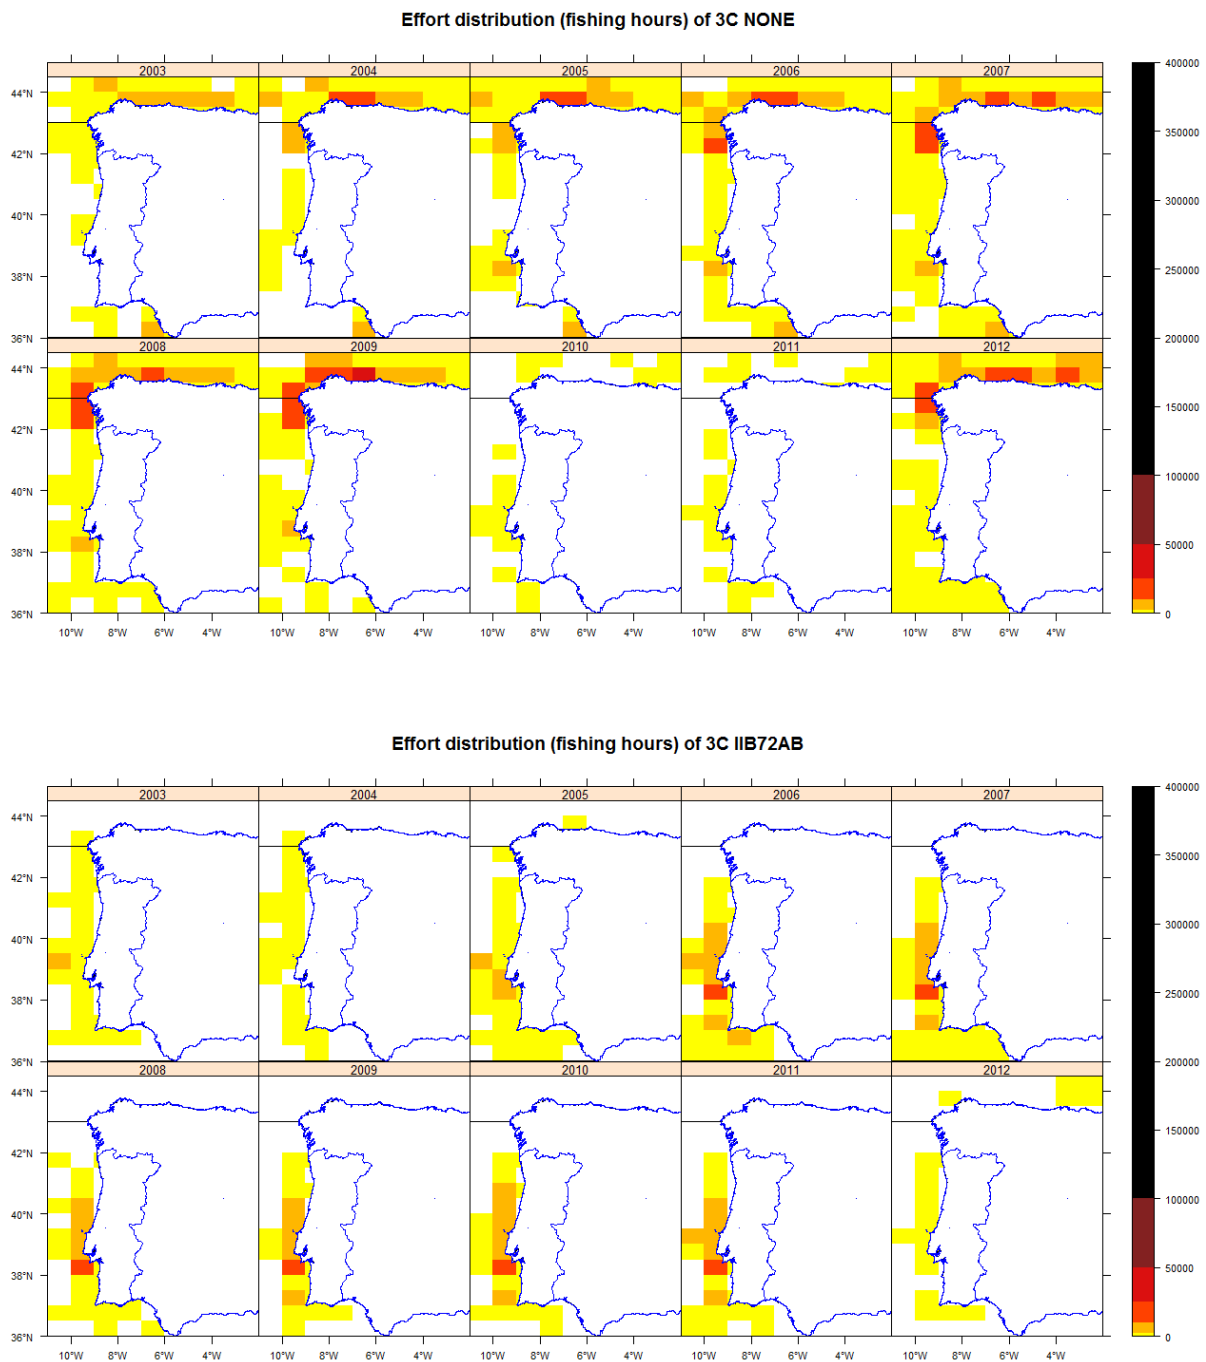 Effort distribution (fishing hours) of 3C NONE
2003 2004 2005 2006 2007
44°N
42°N
40°N
38°N
36°N
2008 2009 2010 2011 2012
44°N
42°N
40°N
38°N
36°N
10°W 8°W 6°W 4°W 10°W 8°W 6°W 4°W 10°W 8°W 6°W 4°W 10°W 8°W 6°W 4°W 10°W 8°W 6°W 4°W
400000
350000
300000
250000
200000
150000
100000
50000
0
Effort distribution (fishing hours) of 3C IIB72AB
2003 2004 2005 2006 2007
44°N
42°N
40°N
38°N
36°N
2008 2009 2010 2011 2012
44°N
42°N
40°N
38°N
36°N
10°W 8°W 6°W 4°W 10°W 8°W 6°W 4°W 10°W 8°W 6°W 4°W 10°W 8°W 6°W 4°W 10°W 8°W 6°W 4°W
400000
350000
300000
250000
200000
150000
100000
50000
0